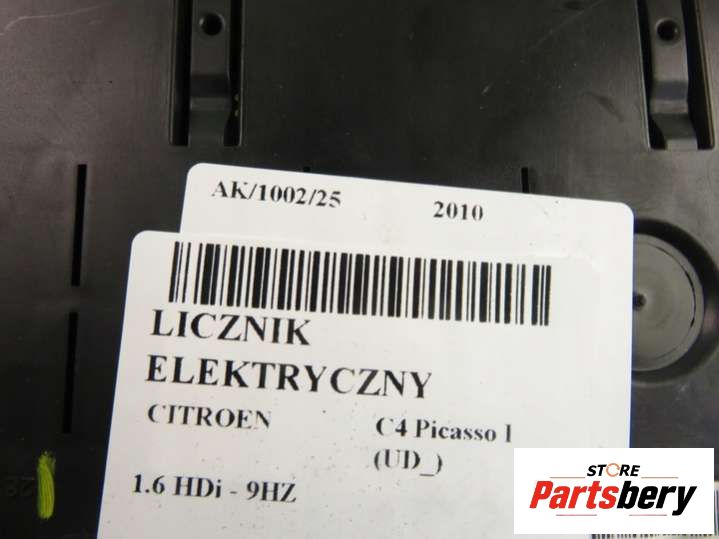 AK/1002/25 2010
LICZNIK
ELEKTRYCZNY
CITROEN C4 Picasso I
(UD_)
1.6 HDi - 9HZ
STORE
Partsbery